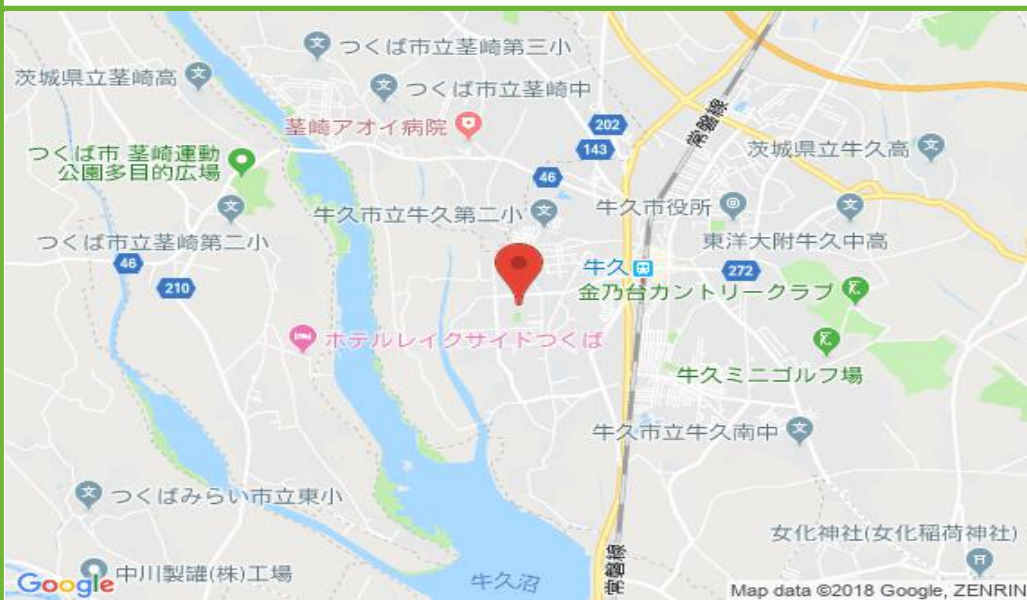 つくば市立茎崎第三小
茨城県立茎崎高
つくば市立茎崎中
常磐線
茎崎アオイ病院
202
143
茨城県立牛久高
つくば市 茎崎運動
公園多目的広場
46
牛久市立牛久第二小
牛久市役所
つくば市立茎崎第二小
東洋大附牛久中高
46
牛久
272
210
金乃台カントリークラブ
ホテルレイクサイドつくば
牛久ミニゴルフ場
牛久市立牛久南中
つくばみらい市立東小
女化神社(女化稲荷神社)
常磐線
中川製罐(株)工場
牛久沼
Google
Map data ©2018 Google, ZENRIN